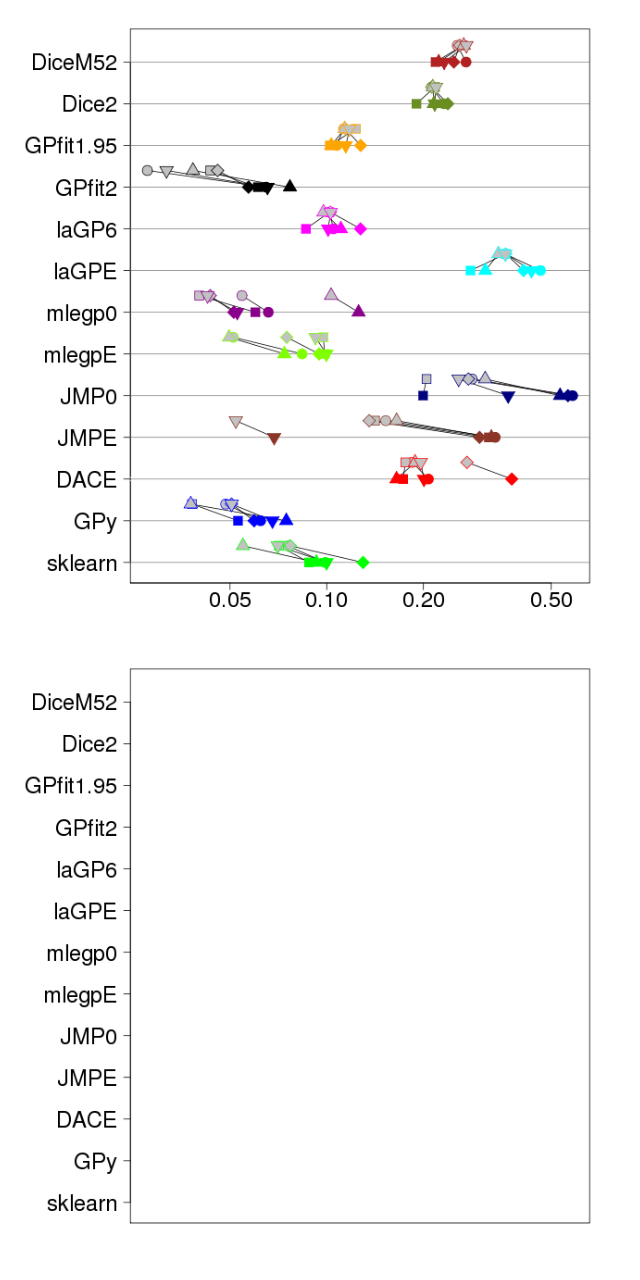 DiceM52
Dice2
GPfit1.95
GPfit2
laGP6
laGPE
mlegp0
mlegpE
JMP0
JMPE
DACE
GPy
sklearn
0.05 0.10 0.20 0.50
DiceM52
Dice2
GPfit1.95
GPfit2
laGP6
laGPE
mlegp0
mlegpE
JMP0
JMPE
DACE
GPy
sklearn